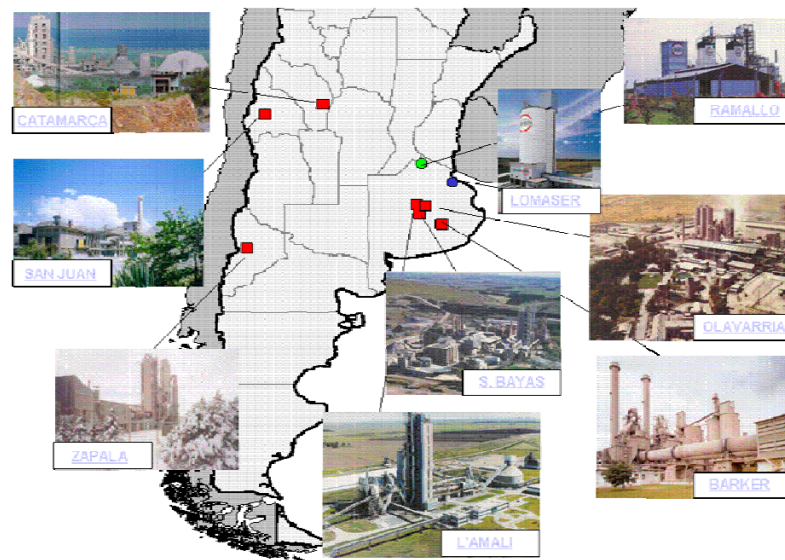 CATAMARCA
RAMALLO
LOMASER
SAN JUAN
OLAVARRIA
S. BAYAS
ZAPALA
BARKER
L'AMALI